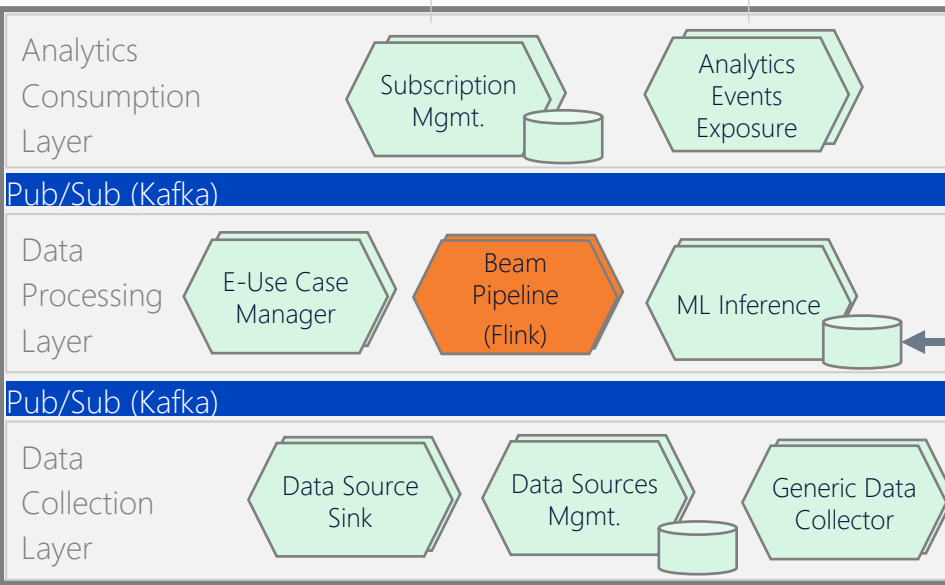 Analytics
Consumption
Layer
Subscription
Mgmt.
Analytics
Events
Exposure
Pub/Sub (Kafka)
Data
Processing
Layer
E-Use Case
Manager
Beam
Pipeline
(Flink)
ML Inference
Pub/Sub (Kafka)
Data
Collection
Layer
Data Source
Sink
Data Sources
Mgmt.
Generic Data
Collector